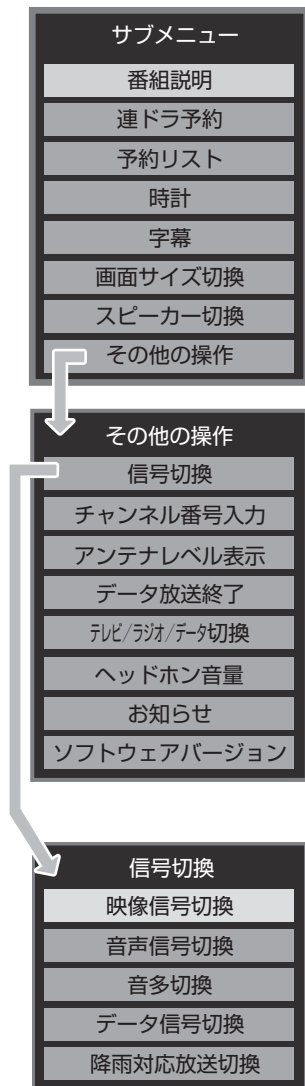 サブメニュー
番組説明
連ドラ予約
予約リスト
時計
字幕
画面サイズ切換
スピーカー切換
その他の操作
その他の操作
信号切換
チャンネル番号入力
アンテナレベル表示
データ放送終了
テレビ/ラジオ/データ切換
ヘッドホン音量
お知らせ
ソフトウェアバージョン
信号切換
映像信号切換
音声信号切換
音多切換
データ信号切換
降雨対応放送切換